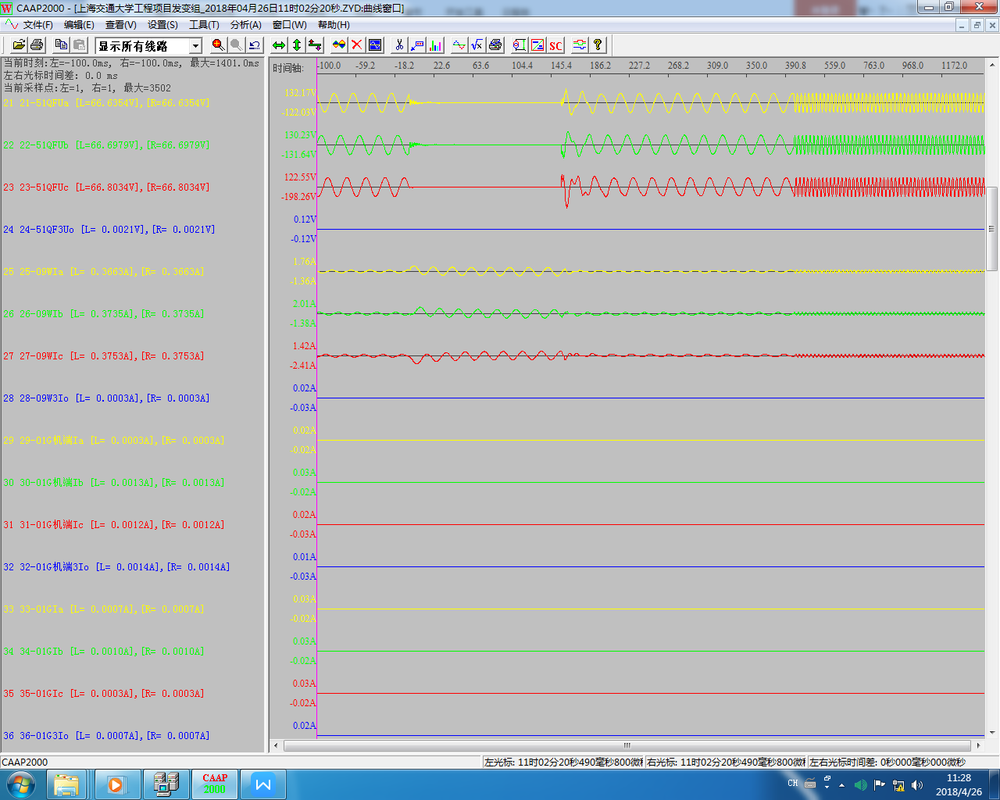 CAAP2000 - [上海交通大学工程项目发变组_2018年04月26日11时02分20秒.ZYD:曲线窗口]
文件(F) 编辑(E) 查看(V) 设置(S) 工具(T) 分析(A) 窗口(W) 帮助(H)
显示所有线路
SC
当前时刻:左=-100.0ms, 右=-100.0ms, 最大=1401.0ms
左右光标时间差: 0.0 ms
当前采样点:左=1, 右=1, 最大=3502
时间轴: -100.0 -59.2 -18.2 22.6 63.6 104.4 145.4 186.2 227.2 268.2 309.0 350.0 390.8 559.0 763.0 968.0 1172.0
132.17V
21 21-51QFUa [L=66.6354V],[R=66.6354V]
-122.03V
130.23V
22 22-51QFUb [L=66.6979V],[R=66.6979V]
-131.64V
122.55V
23 23-51QFUc [L=66.8034V],[R=66.8034V]
-198.26V
0.12V
24 24-51QF3Uo [L= 0.0021V],[R= 0.0021V]
-0.12V
1.76A
25 25-09WIa [L= 0.3663A],[R= 0.3663A]
-1.36A
2.01A
26 26-09WIb [L= 0.3735A],[R= 0.3735A]
-1.38A
1.42A
27 27-09WIc [L= 0.3753A],[R= 0.3753A]
-2.41A
0.02A
28 28-09W3Io [L= 0.0003A],[R= 0.0003A]
-0.03A
0.02A
29 29-01G机端Ia [L= 0.0003A],[R= 0.0003A]
-0.02A
0.03A
30 30-01G机端Ib [L= 0.0013A],[R= 0.0013A]
-0.02A
0.02A
31 31-01G机端Ic [L= 0.0012A],[R= 0.0012A]
-0.03A
0.01A
32 32-01G机端3Io [L= 0.0014A],[R= 0.0014A]
-0.03A
0.03A
33 33-01GIa [L= 0.0007A],[R= 0.0007A]
-0.02A
0.03A
34 34-01GIb [L= 0.0010A],[R= 0.0010A]
-0.02A
0.03A
35 35-01GIc [L= 0.0003A],[R= 0.0003A]
-0.02A
0.02A
36 36-01G3Io [L= 0.0007A],[R= 0.0007A]
CAAP2000
左光标: 11时02分20秒490毫秒800微秒
右光标: 11时02分20秒490毫秒800微秒
左右光标时间差: 0秒000毫秒000微秒
CAAP
2000
CH
11:28
2018/4/26